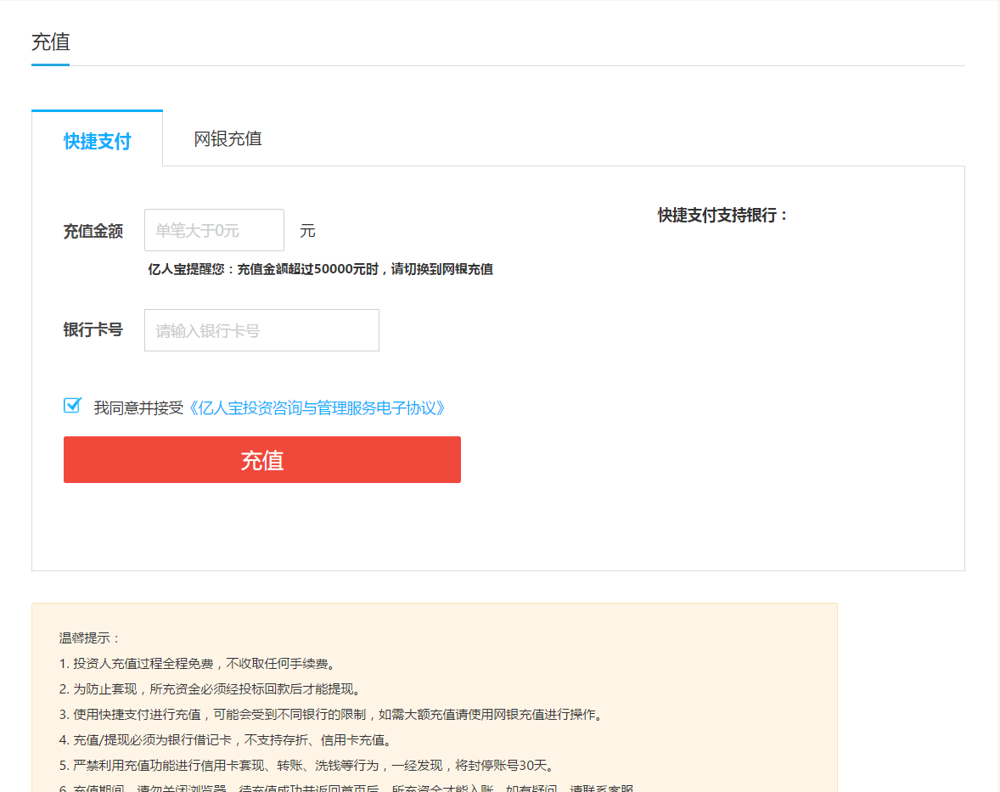 充值
快捷支付
网银充值
充值金额
单笔大于0元
元
快捷支付支持银行：
亿人宝提醒您：充值金额超过50000元时，请切换到网银充值
银行卡号
请输入银行卡号
我同意并接受《亿人宝投资咨询与管理服务电子协议》
充值
温馨提示：
1. 投资人充值过程全程免费，不收取任何手续费。
2. 为防止套现，所充资金必须经投标回款后才能提现。
3. 使用快捷支付进行充值，可能会受到不同银行的限制，如需大额充值请使用网银充值进行操作。
4. 充值/提现必须为银行借记卡，不支持存折、信用卡充值。
5. 严禁利用充值功能进行信用卡套现、转账、洗钱等行为，一经发现，将封停账号30天。
6. 充值期间，请勿关闭浏览器，待充值成功并返回首页后，所充资金才能入账，如有疑问，请联系客服